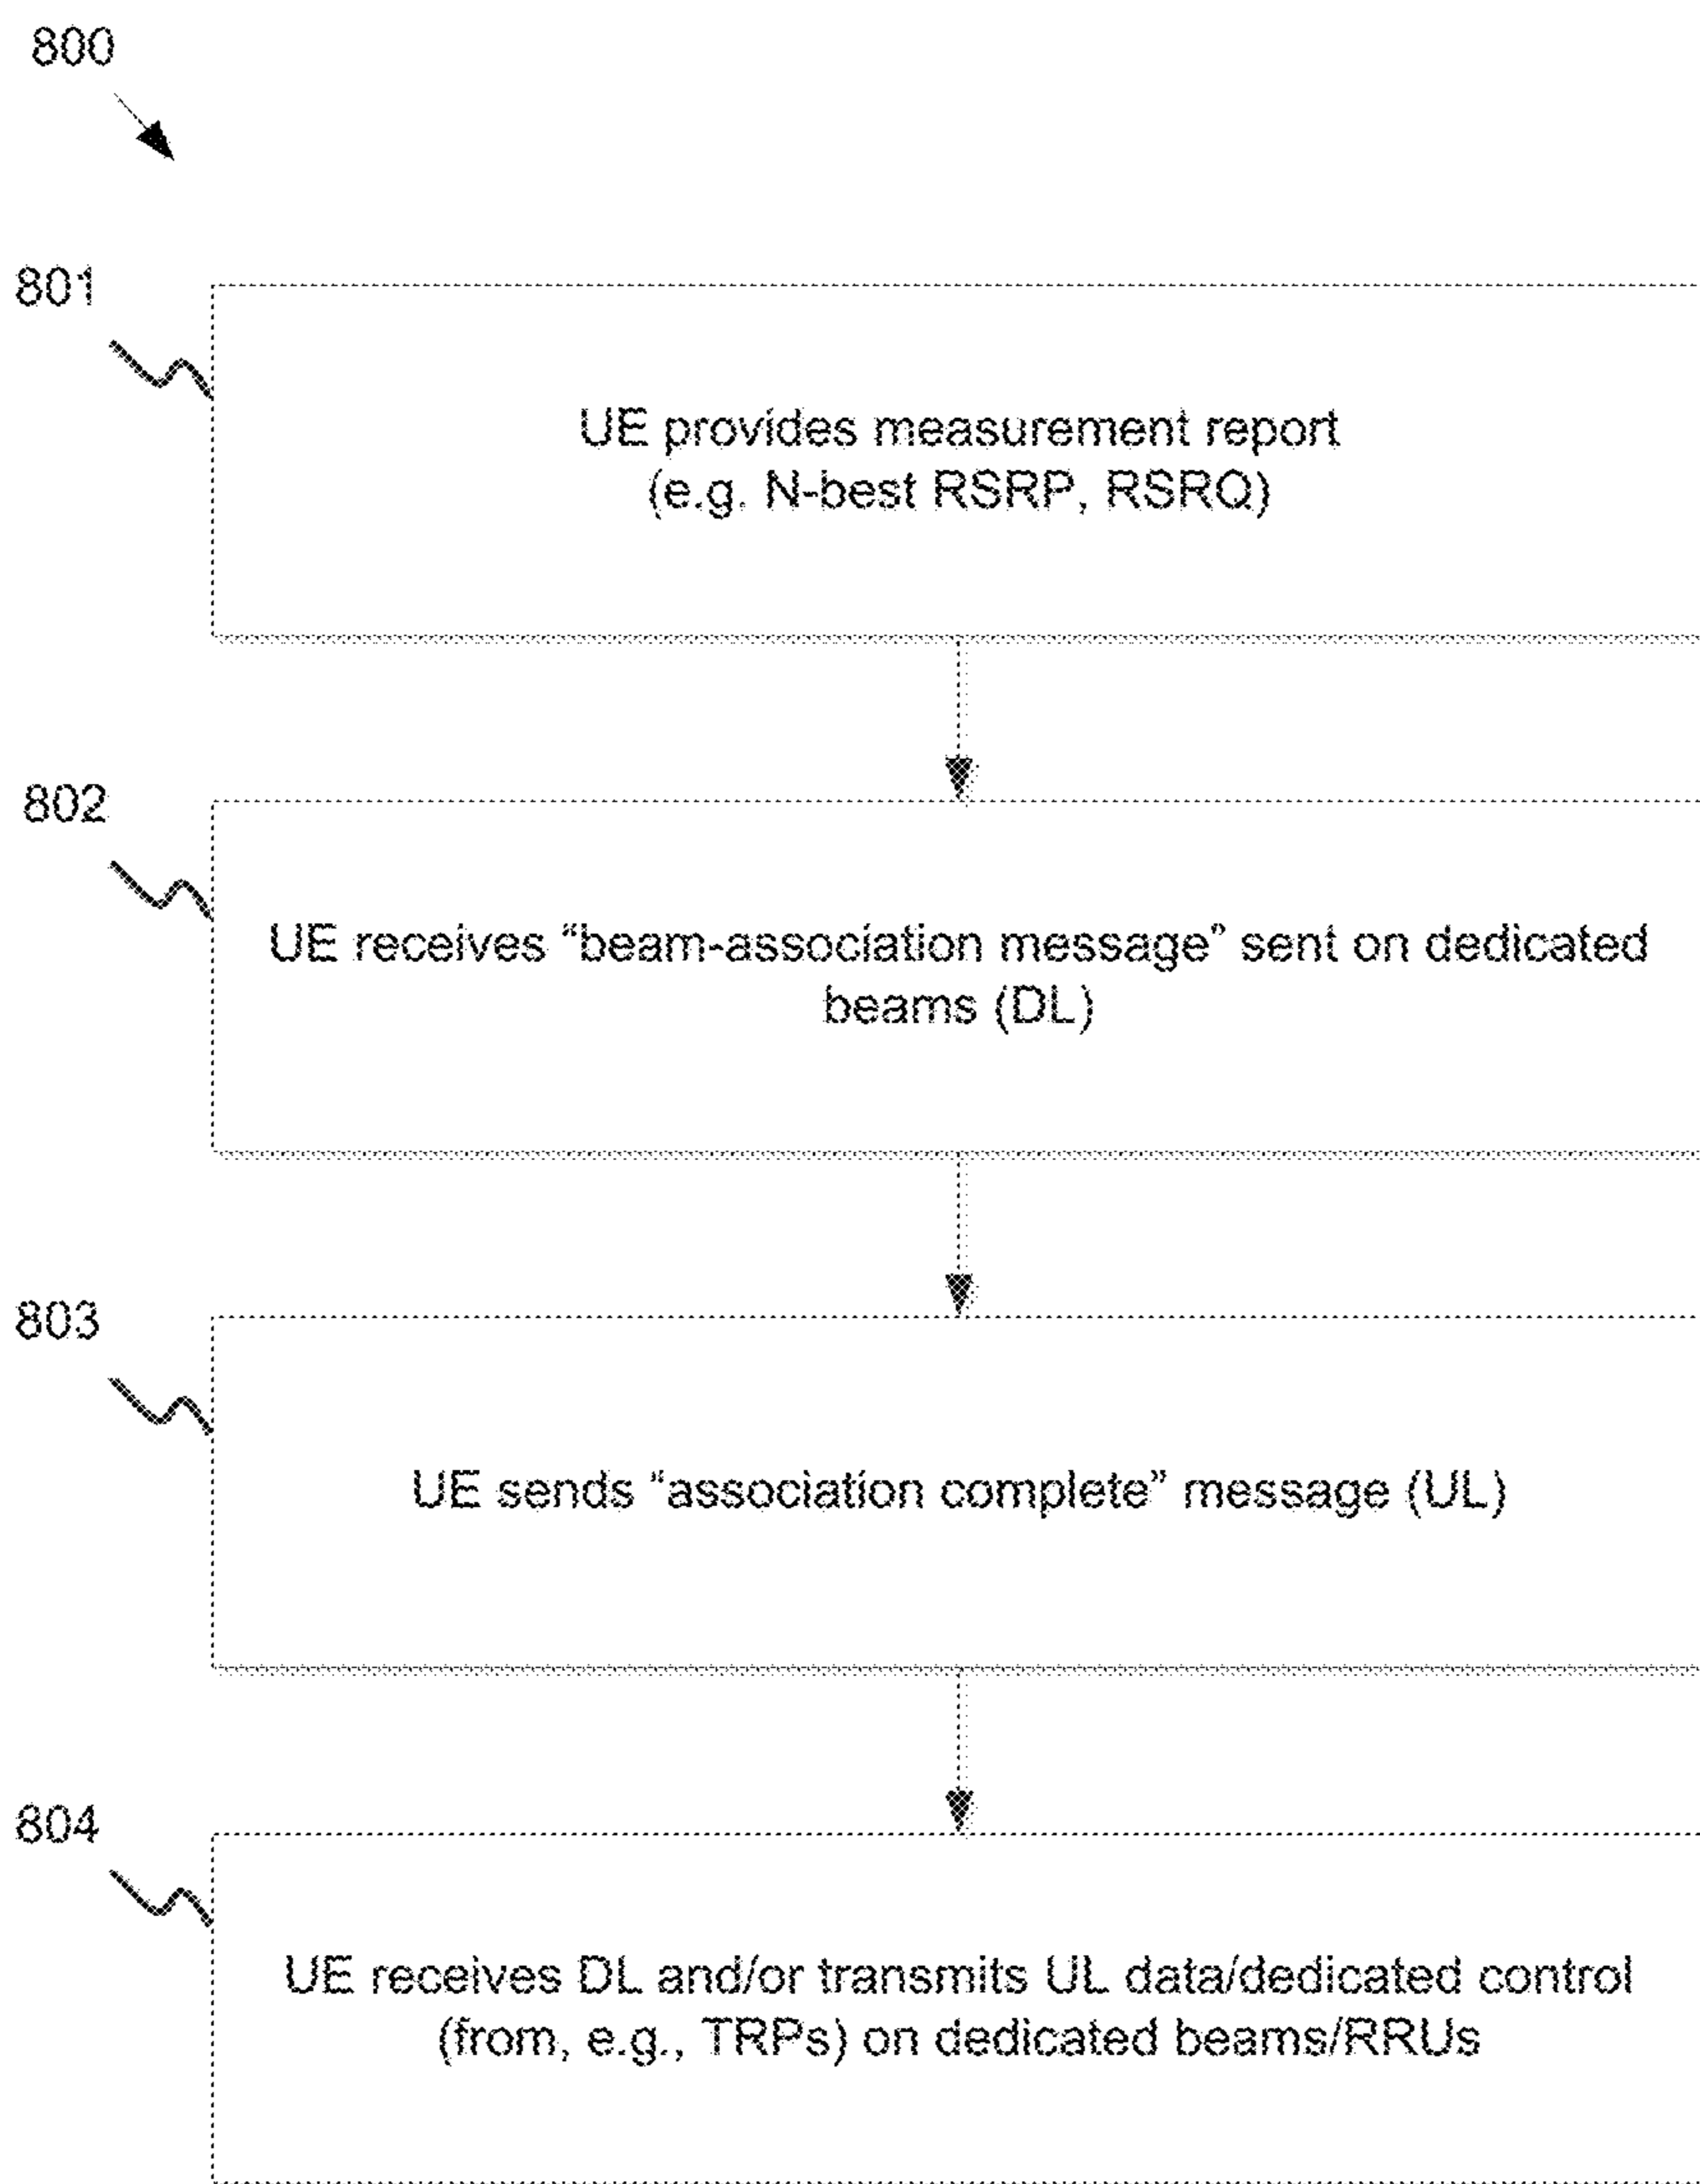 800
801
UE provides measurement report
(e.g. N-best RSRP, RSRQ)
802
UE receives "beam-association message" sent on dedicated
beams (DL)
803
UE sends "association complete" message (UL)
804
UE receives DL and/or transmits UL data/dedicated control
(from, e.g., TRPs) on dedicated beams/RRUs